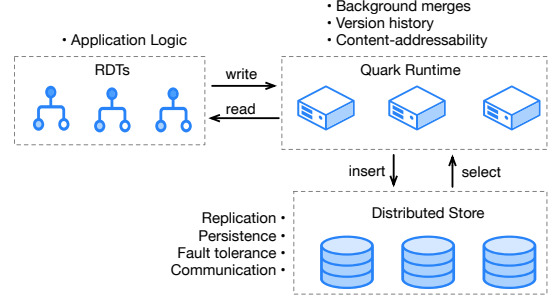 • Background merges
• Version history
• Content-addressability
• Application Logic
RDTs
write
read
Quark Runtime
insert
select
Replication •
Persistence •
Fault tolerance •
Communication •
Distributed Store